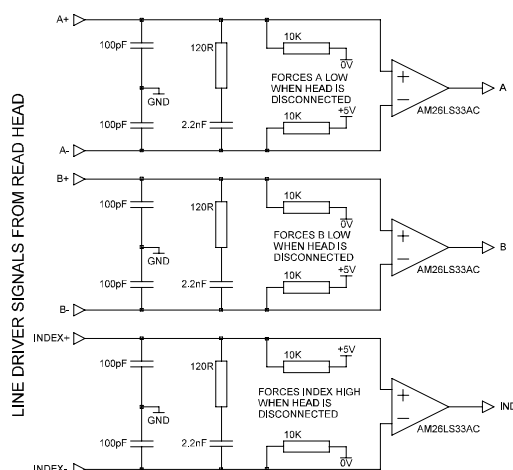 LINE DRIVER SIGNALS FROM READ HEAD
A+
100pF
120R
10K
0V
GND
FORCES A LOW
WHEN HEAD IS
DISCONNECTED
+5V
10K
100pF
2.2nF
A-
AM26LS33AC
A
B+
100pF
120R
10K
0V
GND
FORCES B LOW
WHEN HEAD IS
DISCONNECTED
+5V
10K
100pF
2.2nF
B-
AM26LS33AC
B
INDEX+
100pF
120R
10K
+5V
GND
FORCES INDEX HIGH
WHEN HEAD IS
DISCONNECTED
10K
0V
100pF
2.2nF
INDEX-
AM26LS33AC